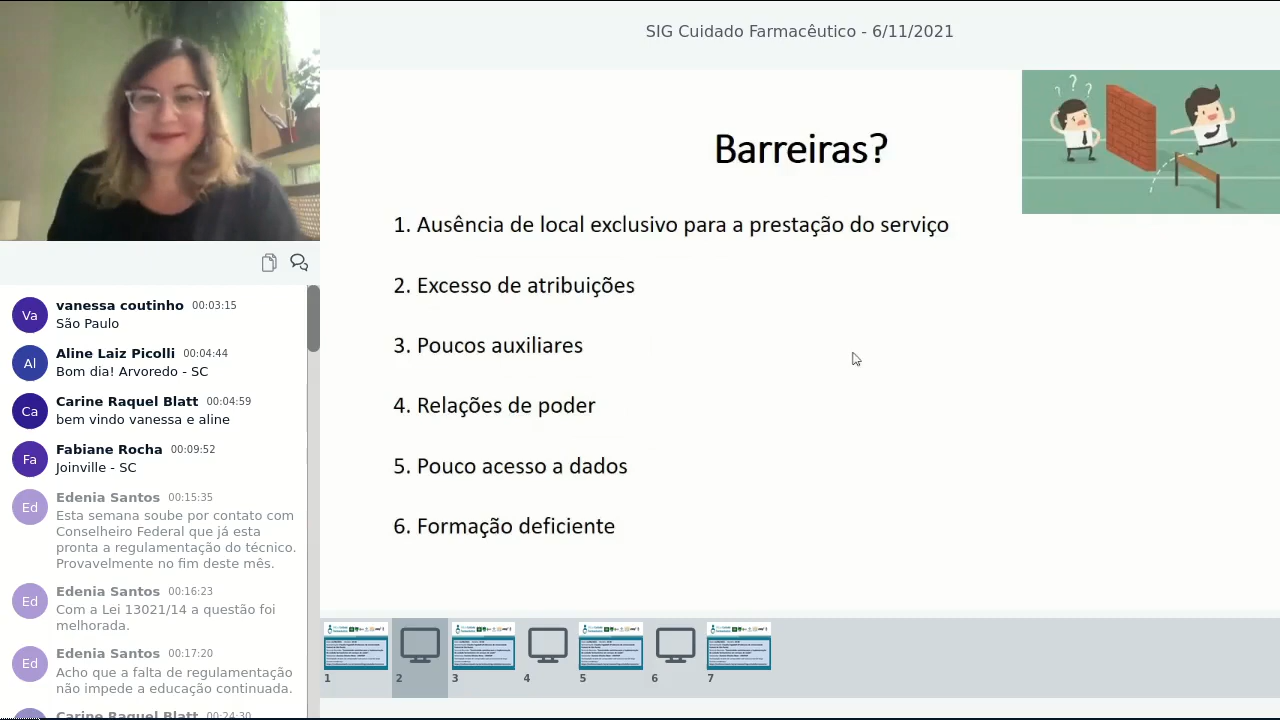 SIG Cuidado Farmacêutico - 6/11/2021
Barreiras?
1. Ausência de local exclusivo para a prestação do serviço
2. Excesso de atribuições
3. Poucos auxiliares
4. Relações de poder
5. Pouco acesso a dados
6. Formação deficiente
? ? ?
Va
vanessa coutinho 00:03:15
São Paulo
Al
Aline Laiz Picolli 00:04:44
Bom dia! Arvoredo - SC
Ca
Carine Raquel Blatt 00:04:59
bem vindo vanessa e aline
Fa
Fabiane Rocha 00:09:52
Joinville - SC
Ed
Edenia Santos 00:15:35
Esta semana soube por contato com
Conselheiro Federal que já esta
pronta a regulamentação do técnico.
Provavelmente no fim deste mês.
Ed
Edenia Santos 00:16:23
Com a Lei 13021/14 a questão foi
melhorada.
Ed
Edenia Santos 00:17:20
Acho que a falta de regulamentação
não impede a educação continuada.
Carine Raquel Blatt 00:24:30
1
2
3
4
5
6
7